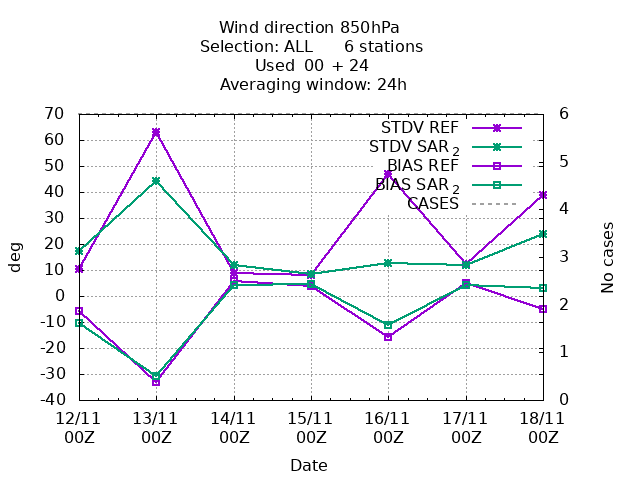 Wind direction 850hPa
Selection: ALL      6 stations
Used  00  + 24
Averaging window: 24h
70
60
50
40
30
20
10
0
-10
-20
-30
-40
deg
6
5
4
3
2
1
0
No cases
STDV REF
STDV SAR 2
BIAS REF
BIAS SAR 2
CASES
12/11 13/11 14/11 15/11 16/11 17/11 18/11
00Z 00Z 00Z 00Z 00Z 00Z 00Z
Date